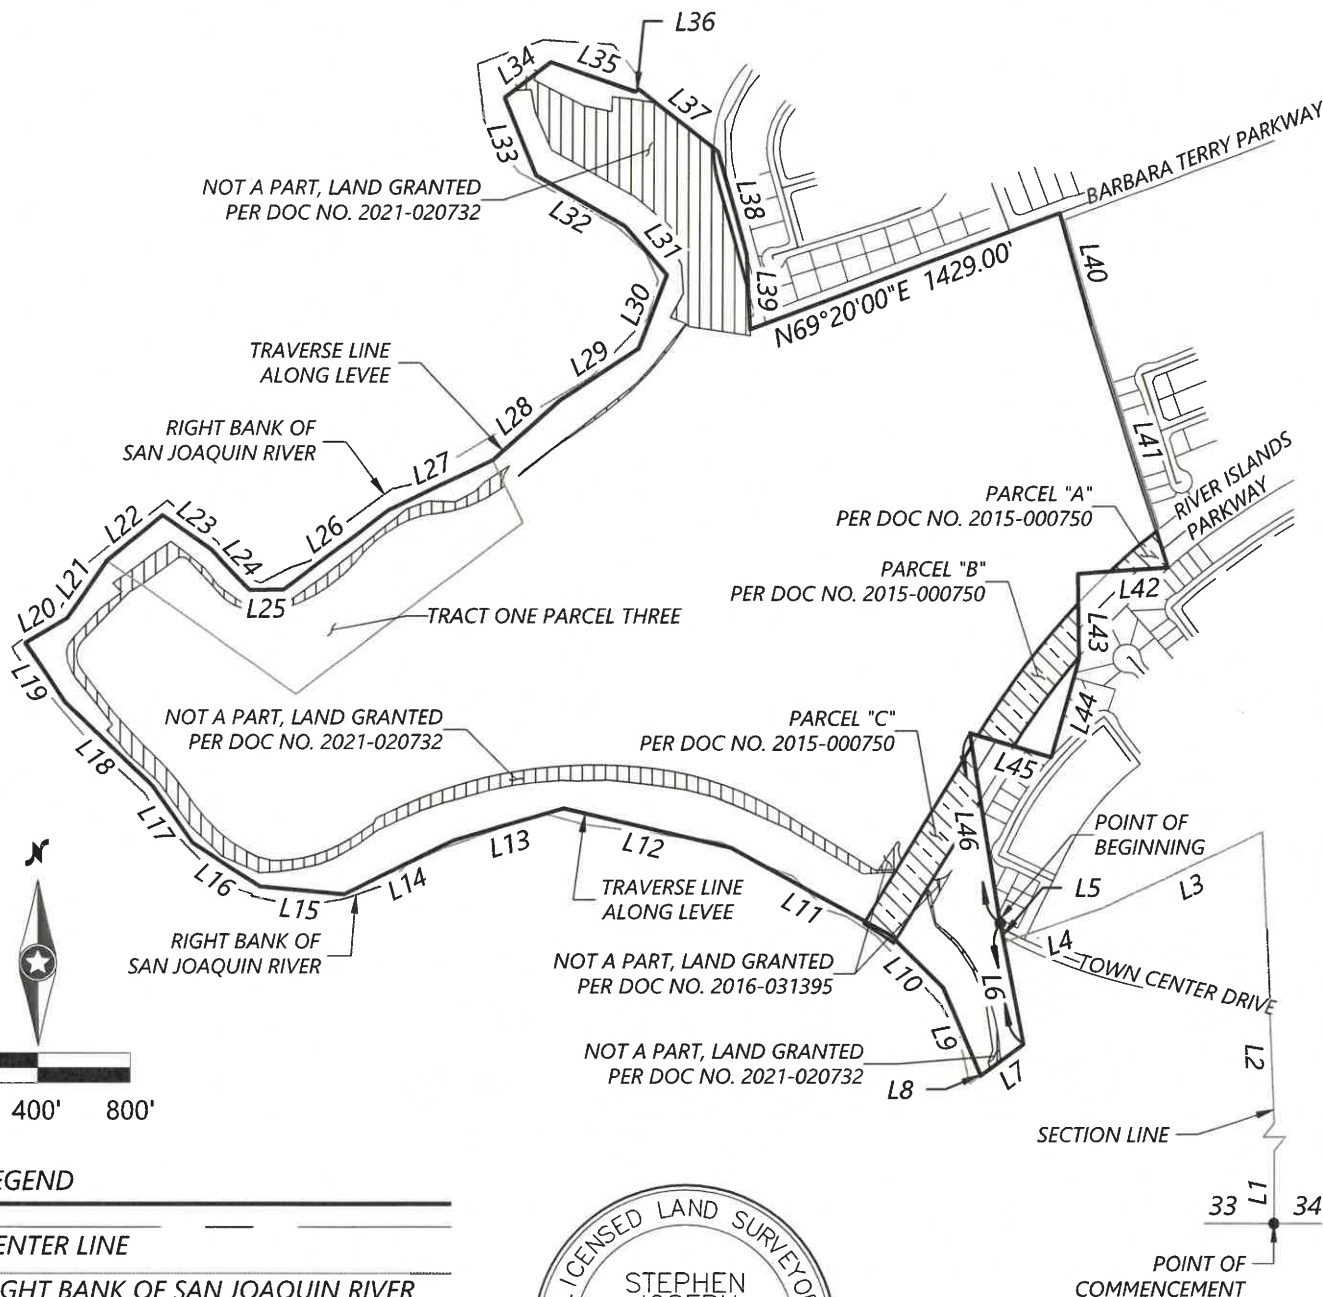 L36
L34
L35
L37
L33
NOT A PART, LAND GRANTED
PER DOC NO. 2021-020732
L38
BARBARA TERRY PARKWAY
L32
L31
L39
L40
N69°20'00"E 1429.00'
L30
TRAVERSE LINE
ALONG LEVEE
L29
L28
RIGHT BANK OF
SAN JOAQUIN RIVER
L27
L41
RIVER ISLANDS
PARKWAY
PARCEL "A"
PER DOC NO. 2015-000750
L22
L23
L26
L24
L21
L25
L20
PARCEL "B"
PER DOC NO. 2015-000750
L42
L43
TRACT ONE PARCEL THREE
L19
NOT A PART, LAND GRANTED
PER DOC NO. 2021-020732
PARCEL "C"
PER DOC NO. 2015-000750
L44
L45
L18
L17
L46
POINT OF
BEGINNING
L13
L12
L16
L14
L15
L11
L5
L3
L4
TRAVERSE LINE
ALONG LEVEE
RIGHT BANK OF
SAN JOAQUIN RIVER
NOT A PART, LAND GRANTED
PER DOC NO. 2016-031395
L10
L6
TOWN CENTER DRIVE
N
L9
NOT A PART, LAND GRANTED
PER DOC NO. 2021-020732
L8
L7
L2
400' 800'
SECTION LINE
L1
33 34
POINT OF
COMMENCEMENT
EGEND
ENTER LINE
GHT BANK OF SAN JOAQUIN RIVER
ICENSED LAND SURVEYO
STEPHEN